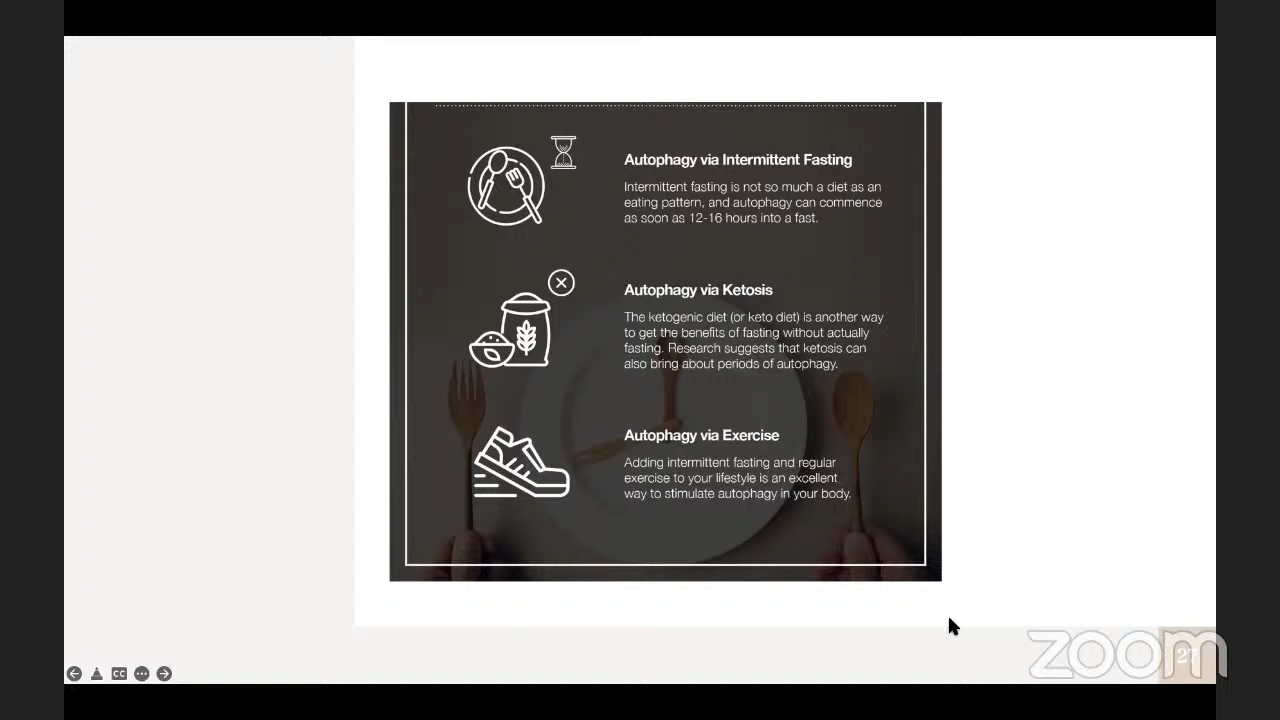 Autophagy via Intermittent Fasting
Intermittent fasting is not so much a diet as an
eating pattern, and autophagy can commence
as soon as 12-16 hours into a fast.
Autophagy via Ketosis
The ketogenic diet (or keto diet) is another way
to get the benefits of fasting without actually
fasting. Research suggests that ketosis can
also bring about periods of autophagy.
Autophagy via Exercise
Adding intermittent fasting and regular
exercise to your lifestyle is an excellent
way to stimulate autophagy in your body.
CC
zoom
27